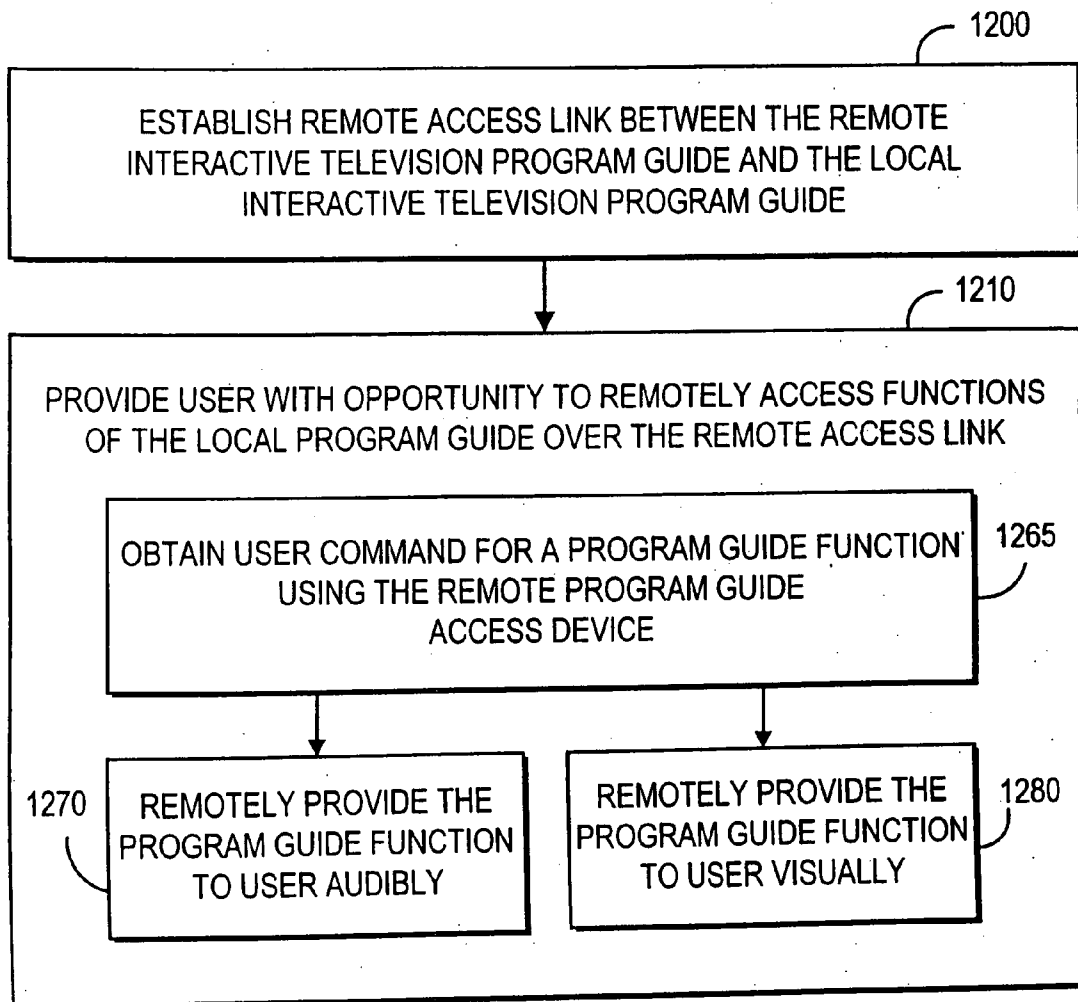 1200
ESTABLISH REMOTE ACCESS LINK BETWEEN THE REMOTE
INTERACTIVE TELEVISION PROGRAM GUIDE AND THE LOCAL
INTERACTIVE TELEVISION PROGRAM GUIDE
1210
PROVIDE USER WITH OPPORTUNITY TO REMOTELY ACCESS FUNCTIONS
OF THE LOCAL PROGRAM GUIDE OVER THE REMOTE ACCESS LINK
OBTAIN USER COMMAND FOR A PROGRAM GUIDE FUNCTION
USING THE REMOTE PROGRAM GUIDE
ACCESS DEVICE
1265
1270
REMOTELY PROVIDE THE
PROGRAM GUIDE FUNCTION
TO USER AUDIBLY
REMOTELY PROVIDE THE
PROGRAM GUIDE FUNCTION
TO USER VISUALLY
1280